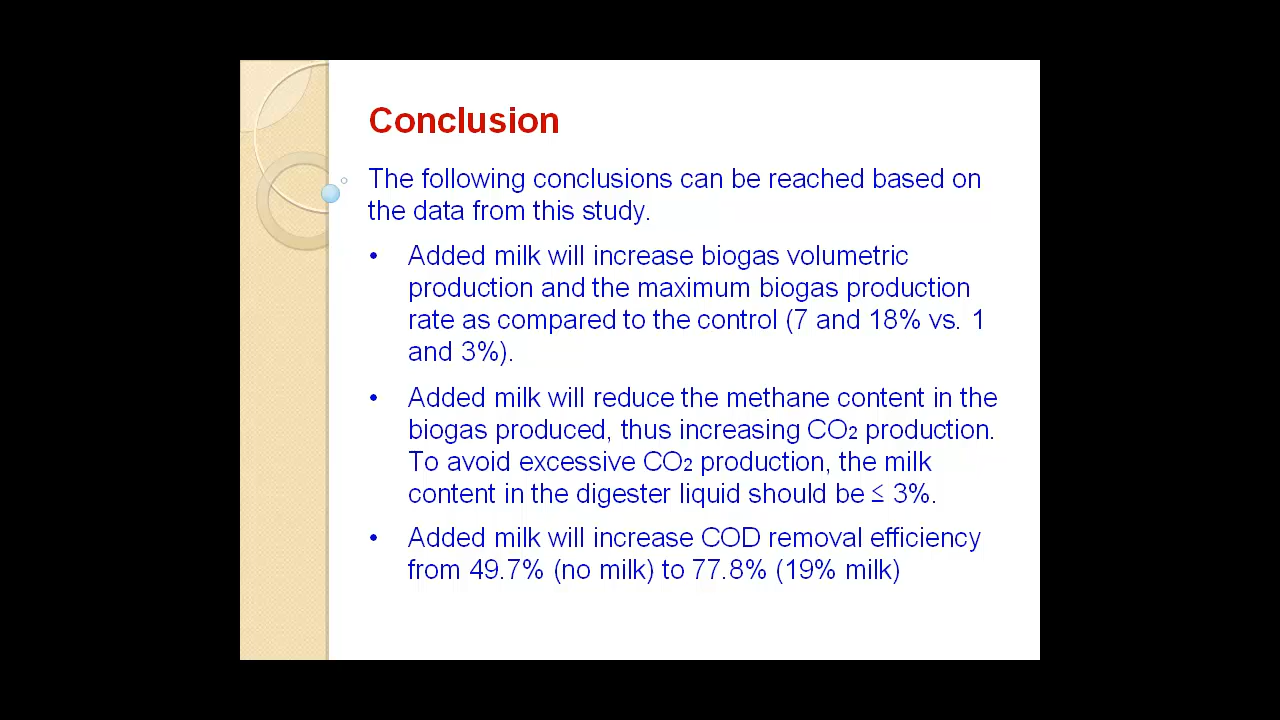 Conclusion
The following conclusions can be reached based on
the data from this study.
• Added milk will increase biogas volumetric
production and the maximum biogas production
rate as compared to the control (7 and 18% vs. 1
and 3%).
• Added milk will reduce the methane content in the
biogas produced, thus increasing CO₂ production.
To avoid excessive CO₂ production, the milk
content in the digester liquid should be ≤ 3%.
• Added milk will increase COD removal efficiency
from 49.7% (no milk) to 77.8% (19% milk)